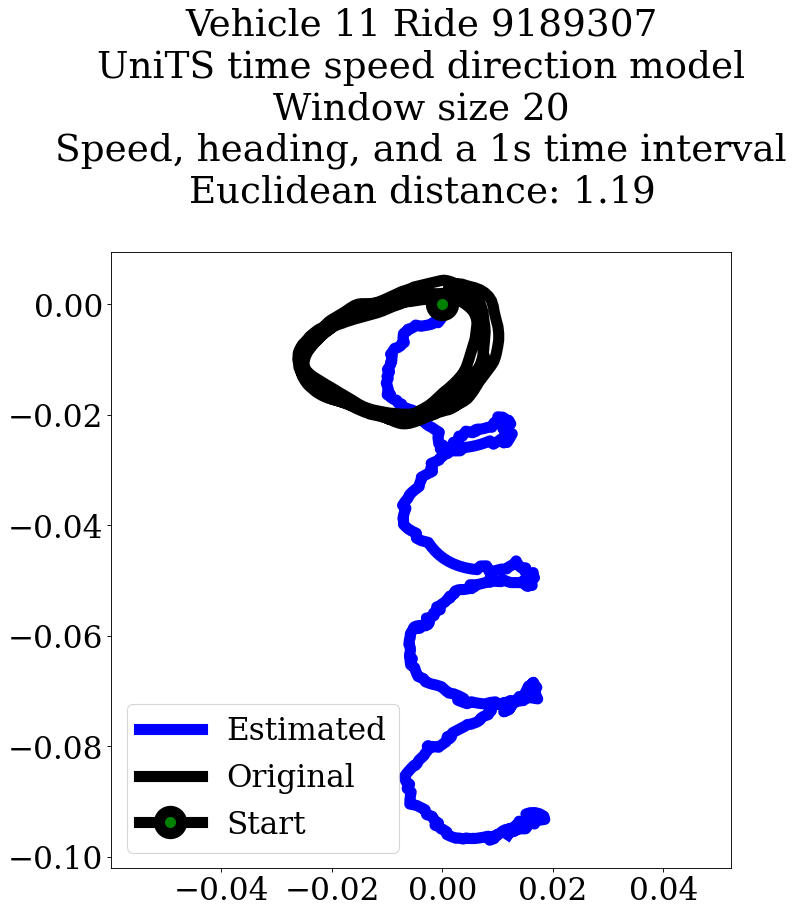 Vehicle 11 Ride 9189307
UniTS time speed direction model
Window size 20
Speed, heading, and a 1s time interval
Euclidean distance: 1.19
0.00
−0.02
−0.04
−0.06
−0.08
−0.10
Estimated
Original
Start
−0.04 −0.02 0.00 0.02 0.04